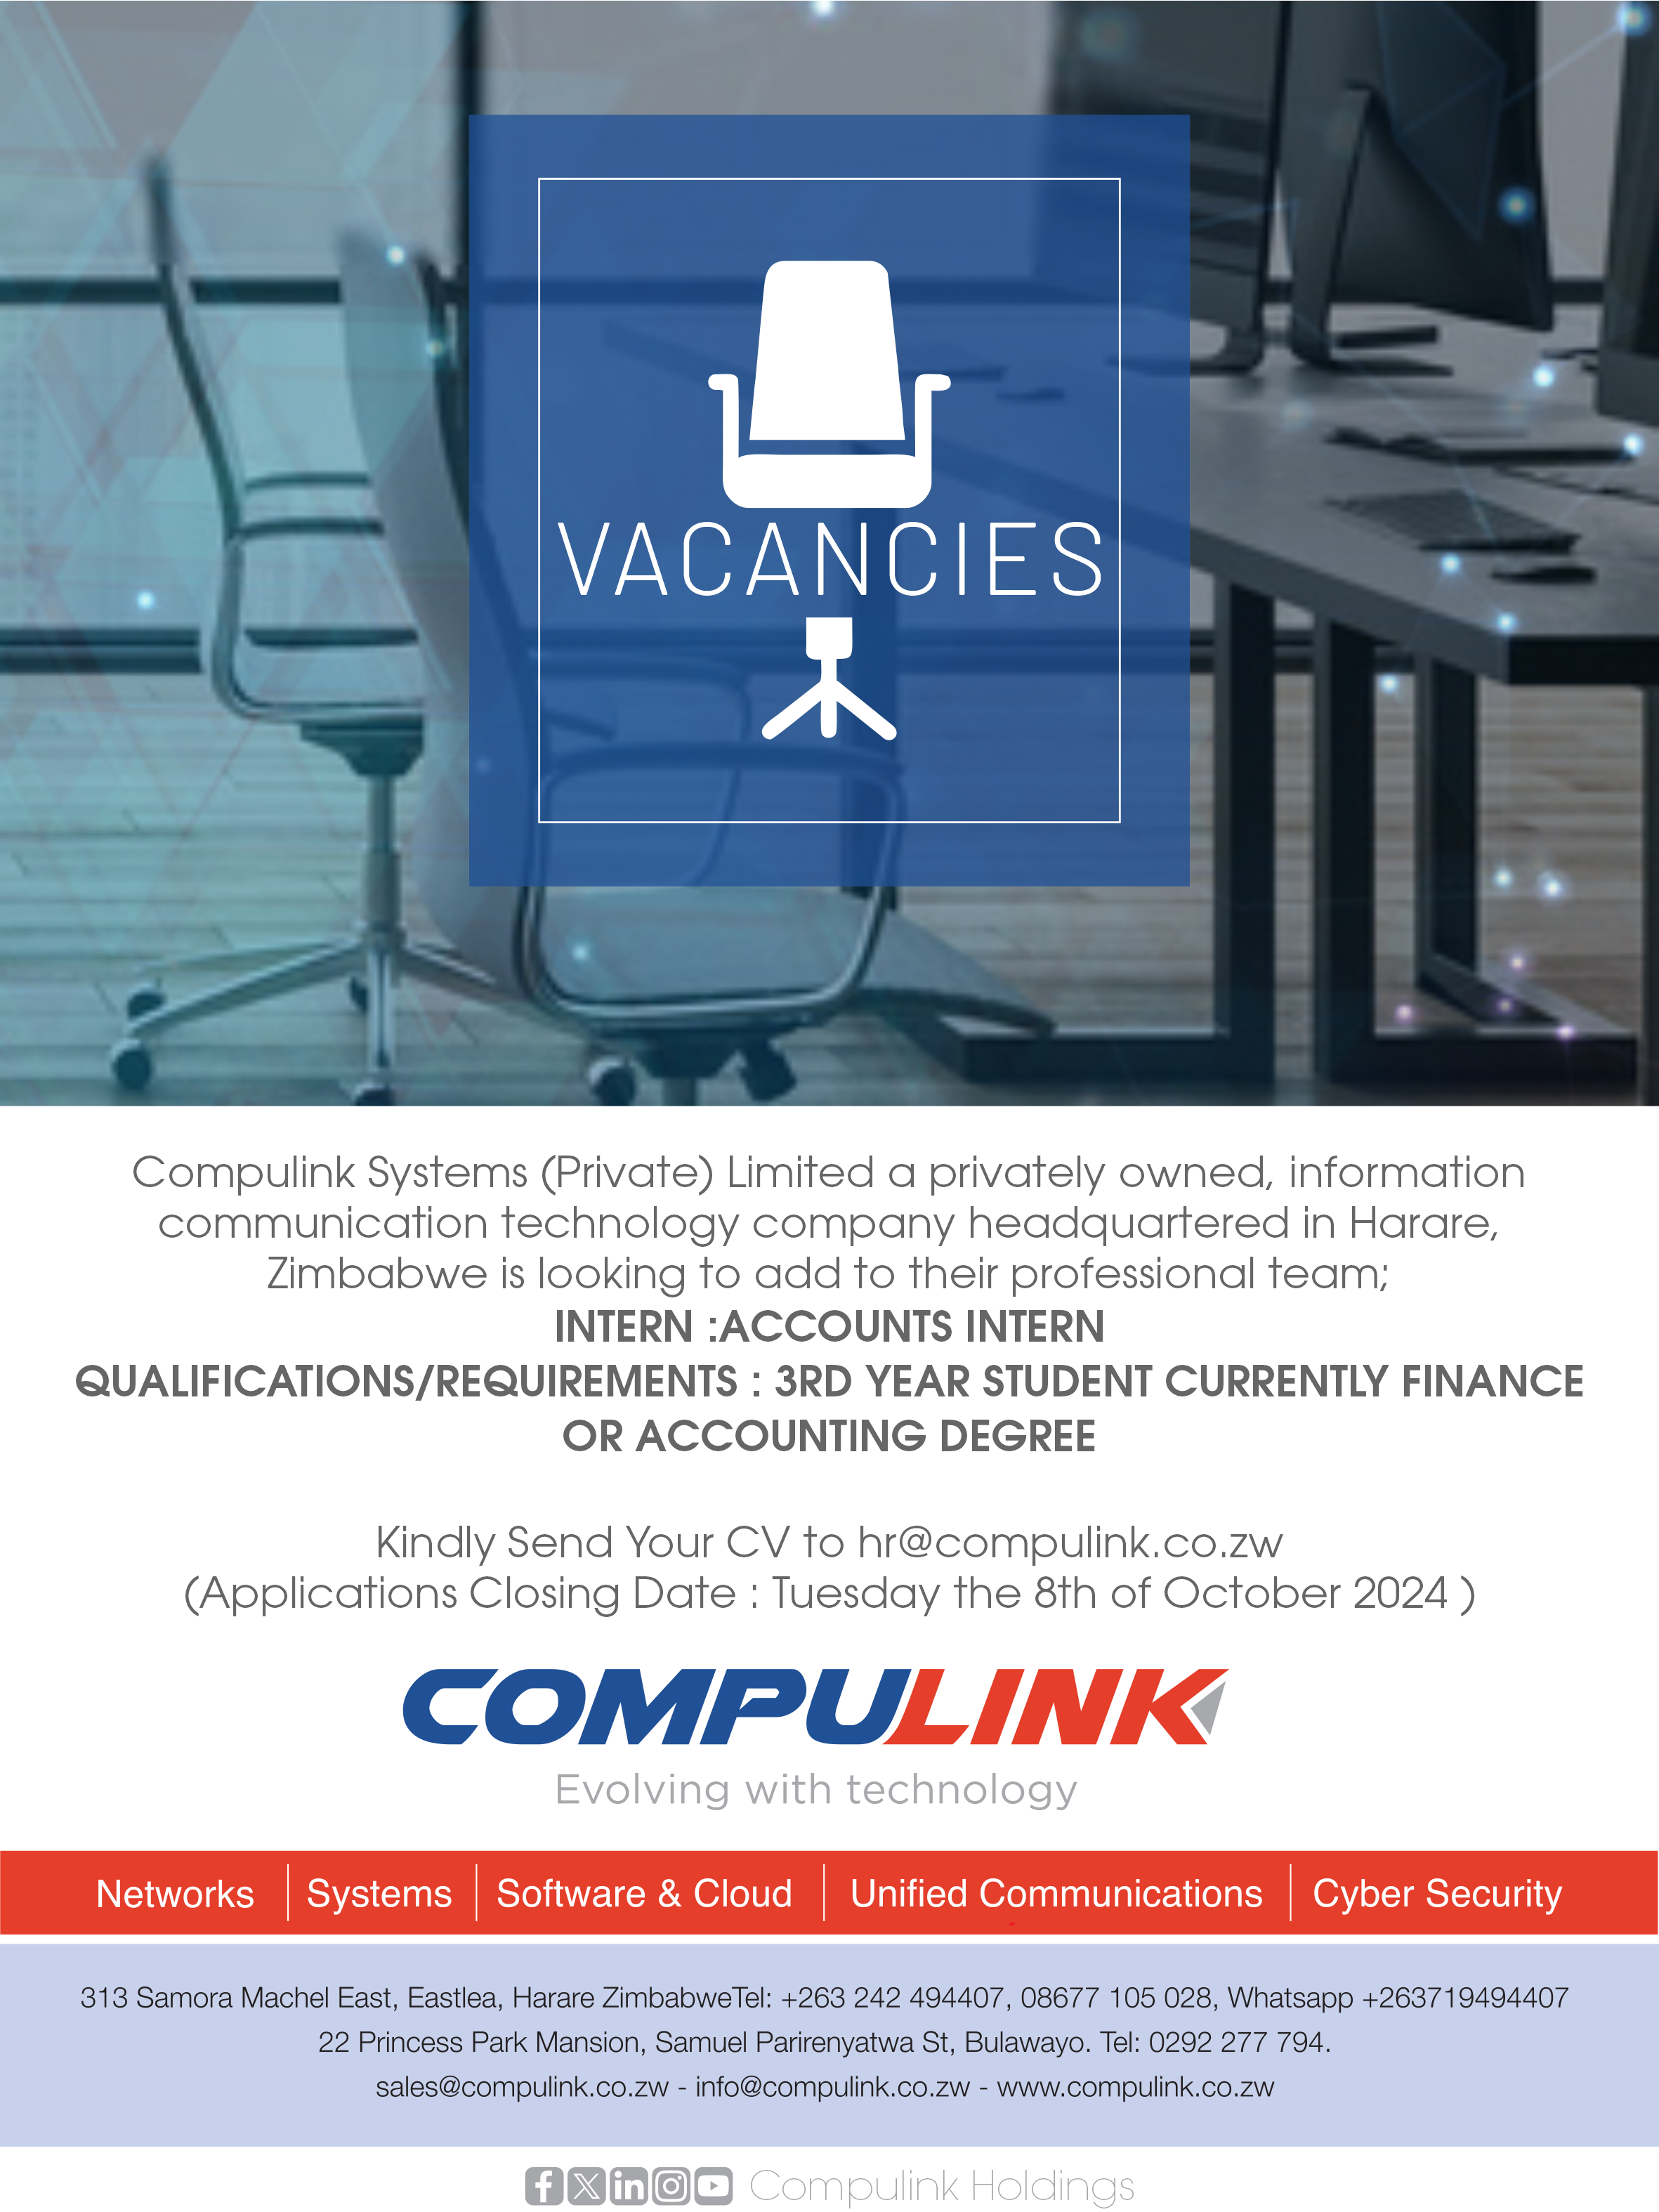 VACANCIES
Compulink Systems (Private) Limited a privately owned, information
communication technology company headquartered in Harare,
Zimbabwe is looking to add to their professional team;
INTERN :ACCOUNTS INTERN
QUALIFICATIONS/REQUIREMENTS : 3RD YEAR STUDENT CURRENTLY FINANCE
OR ACCOUNTING DEGREE
Kindly Send Your CV to hr@compulink.co.zw
(Applications Closing Date : Tuesday the 8th of October 2024 )
COMPULINK
Evolving with technology
Networks | Systems | Software & Cloud | Unified Communications | Cyber Security
313 Samora Machel East, Eastlea, Harare ZimbabweTel: +263 242 494407, 08677 105 028, Whatsapp +263719494407
22 Princess Park Mansion, Samuel Parirenyatwa St, Bulawayo. Tel: 0292 277 794.
sales@compulink.co.zw - info@compulink.co.zw - www.compulink.co.zw
Compulink Holdings